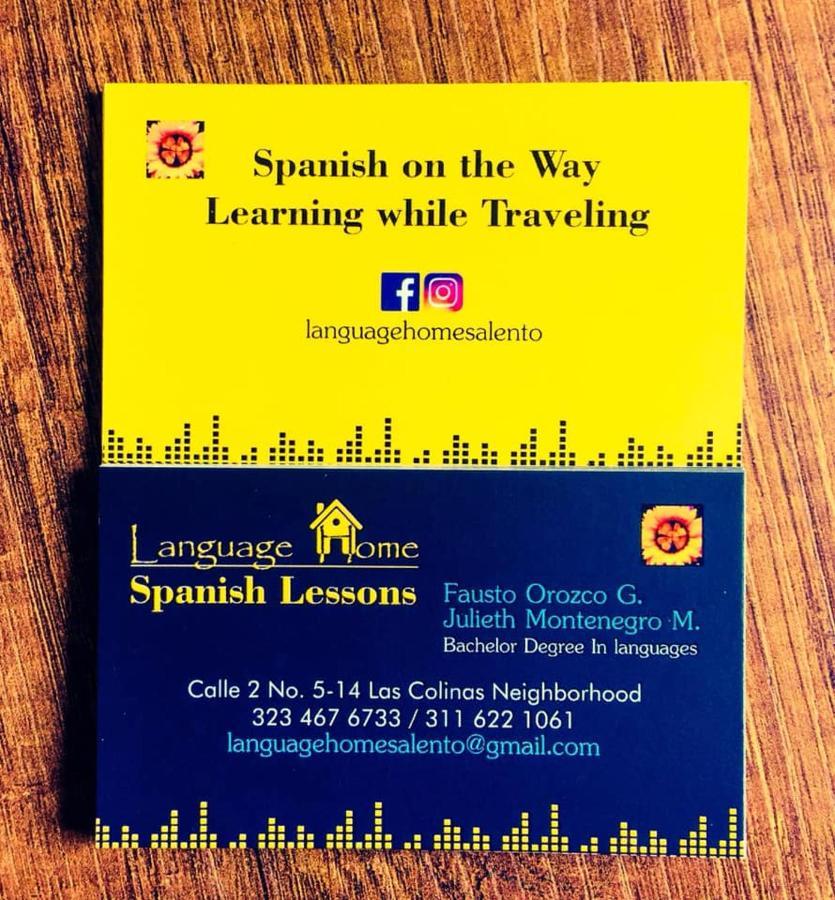 Spanish on the Way
Learning while Traveling
languagehomesalento
Language Home
Spanish Lessons
Fausto Orozco G.
Julieth Montenegro M.
Bachelor Degree In languages
Calle 2 No. 5-14 Las Colinas Neighborhood
323 467 6733 / 311 622 1061
languagehomesalento@gmail.com